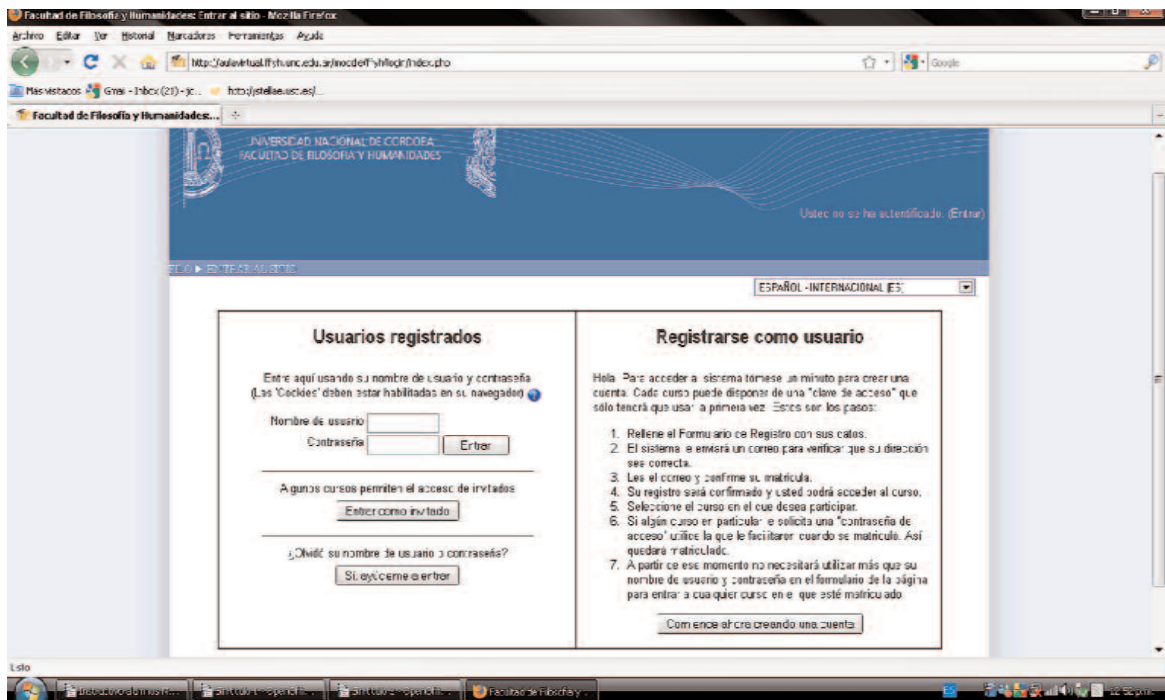 Facultad de Filosofía y Humanidades: Entrar al sitio - Mozilla Firefox
Archivo Editar Ver Historial Marcadores Herramientas Ayuda
Google
Facultad de Filosofía y Humanidades:...
UNIVERSIDAD NACIONAL DE CORDOBA
FACULTAD DE FILOSOFIA Y HUMANIDADES
Usted no se ha autentificado. (Entrar)
ENTRAR AL SITIO
ESPAÑOL - INTERNACIONAL (ES)
Usuarios registrados
Entre aquí usando su nombre de usuario y contraseña
(Las 'Cookies' deben estar habilitadas en su navegador)
Nombre de usuario
Contraseña
Entrar
Algunos cursos permiten el acceso de invitados
Entrar como invitado
¿Olvidó su nombre de usuario o contraseña?
Sí, ayúdeme a entrar
Registrarse como usuario
Hola. Para acceder al sistema tómese un minuto para crear una
cuenta. Cada curso puede disponer de una "clave de acceso" que
sólo tendrá que usar la primera vez. Estos son los pasos:
1. Rellene el Formulario de Registro con sus datos.
2. El sistema le enviará un correo para verificar que su dirección
sea correcta.
3. Lea el correo y confirme su matrícula.
4. Su registro será confirmado y usted podrá acceder al curso.
5. Seleccione el curso en el que desea participar.
6. Si algún curso en particular le solicita una "contraseña de
acceso" utilice la que le facilitaron cuando se matriculó. Así
quedará matriculado.
7. A partir de ese momento no necesitará utilizar más que su
nombre de usuario y contraseña en el formulario de la página
para entrar a cualquier curso en el que esté matriculado.
Comience ahora creando una cuenta
Listo
Facultad de Filosofía y ...